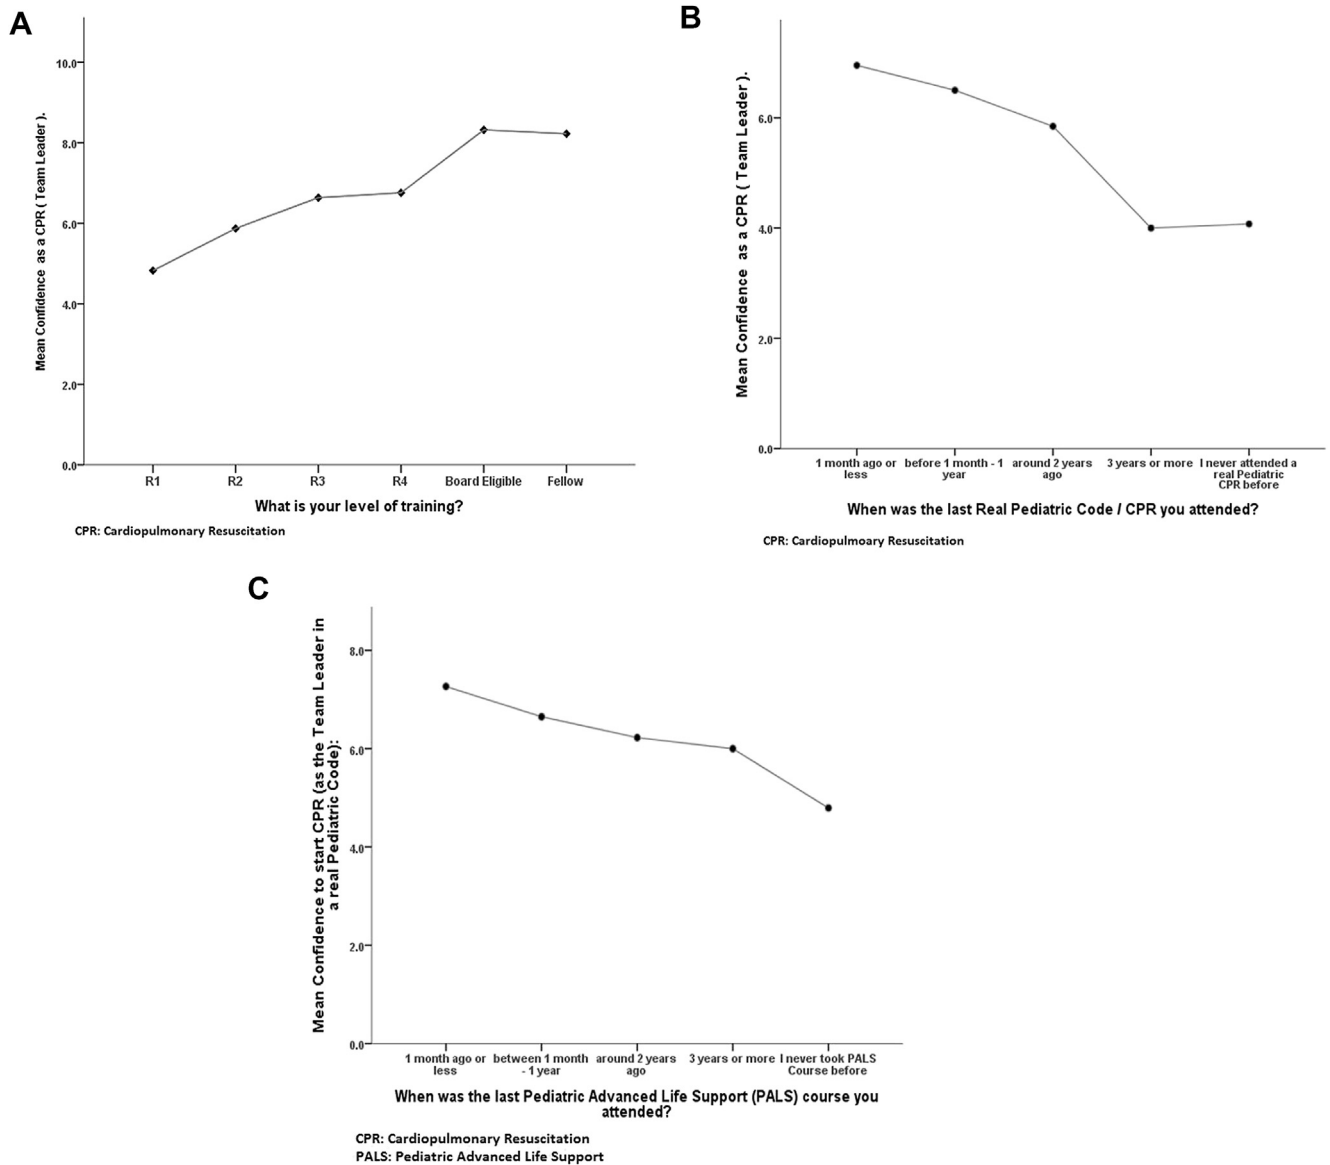 A
Mean Confidence as a CPR ( Team Leader ).
10.0
8.0
6.0
4.0
2.0
0.0
R1 R2 R3 R4 Board Eligible Fellow
What is your level of training?
CPR: Cardiopulmonary Resuscitation
B
Mean Confidence as a CPR ( Team Leader ).
6.0
4.0
2.0
0.0
1 month ago or
less
before 1 month - 1
year
around 2 years
ago
3 years or more
I never attended a
real Pediatric
CPR before
When was the last Real Pediatric Code / CPR you attended?
CPR: Cardiopulmoary Resuscitation
C
Mean Confidence to start CPR (as the Team Leader in
a real Pediatric Code):
8.0
6.0
4.0
2.0
0.0
1 month ago or
less
between 1 month
- 1 year
around 2 years
ago
3 years or more
I never took PALS
Course before
When was the last Pediatric Advanced Life Support (PALS) course you
attended?
CPR: Cardiopulmonary Resuscitation
PALS: Pediatric Advanced Life Support